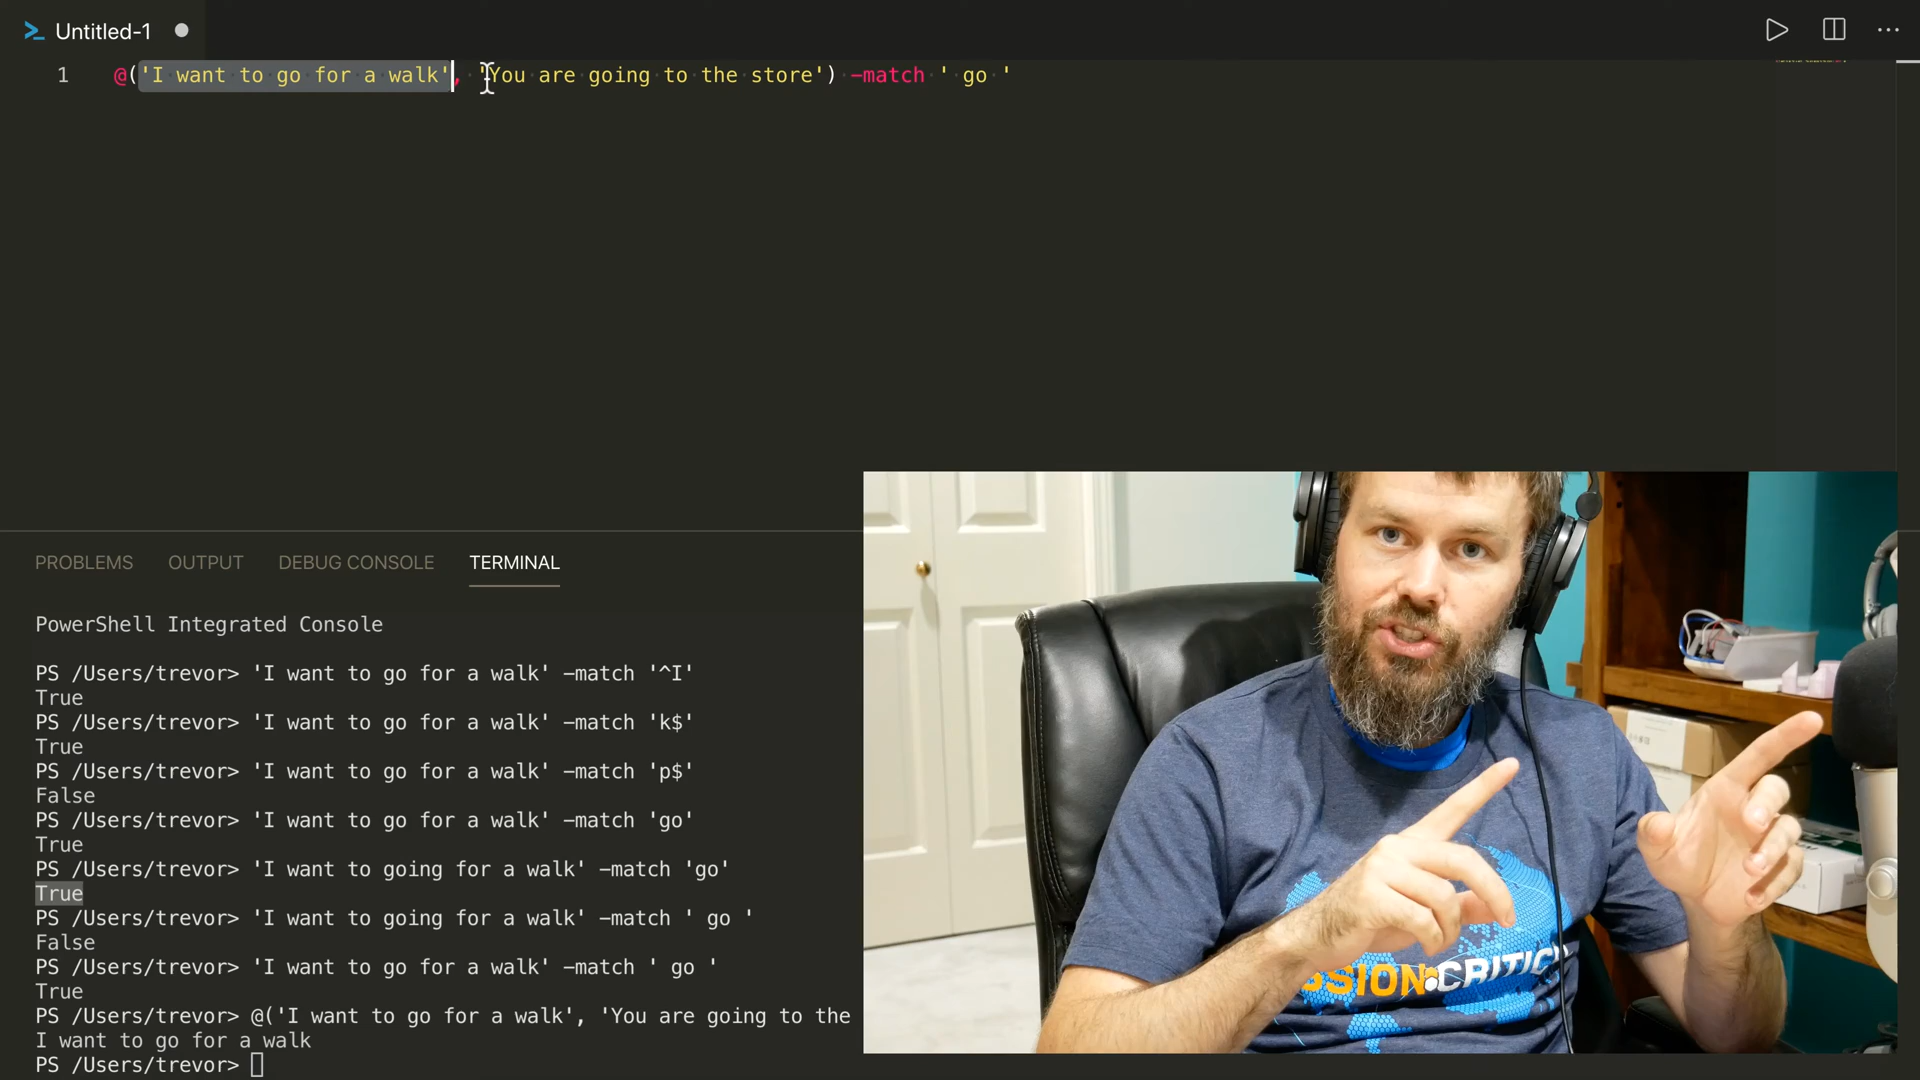 Untitled-1
1 @('I want to go for a walk', 'You are going to the store') -match ' go '
PROBLEMS OUTPUT DEBUG CONSOLE TERMINAL
PowerShell Integrated Console
PS /Users/trevor> 'I want to go for a walk' -match '^I'
True
PS /Users/trevor> 'I want to go for a walk' -match 'k$'
True
PS /Users/trevor> 'I want to go for a walk' -match 'p$'
False
PS /Users/trevor> 'I want to go for a walk' -match 'go'
True
PS /Users/trevor> 'I want to going for a walk' -match 'go'
True
PS /Users/trevor> 'I want to going for a walk' -match ' go '
False
PS /Users/trevor> 'I want to go for a walk' -match ' go '
True
PS /Users/trevor> @('I want to go for a walk', 'You are going to the
I want to go for a walk
PS /Users/trevor>
SSION:CRITIC